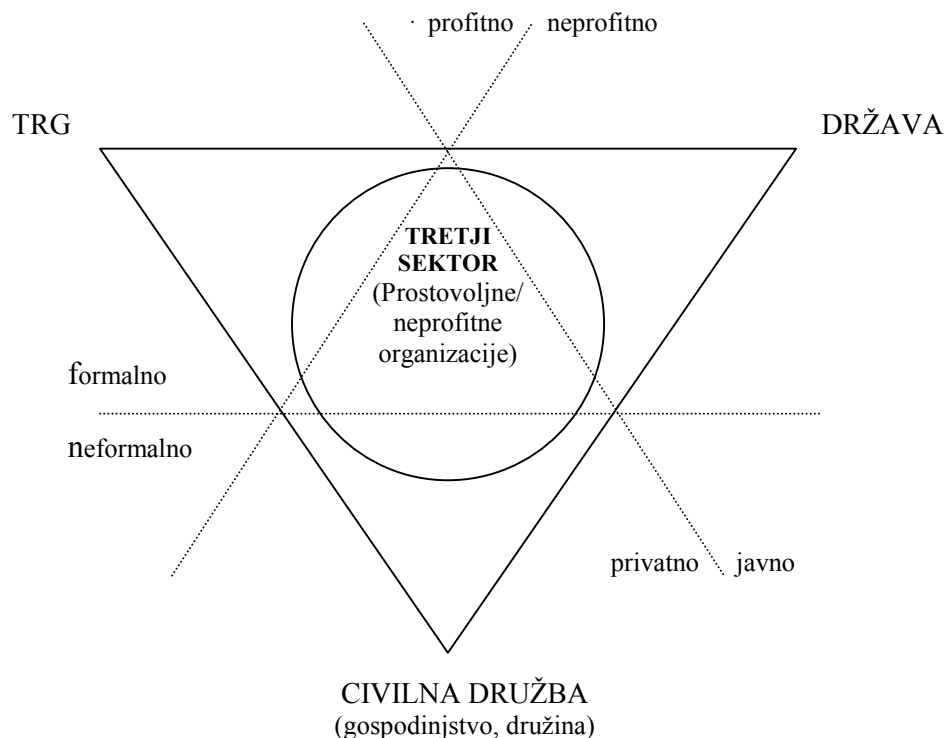 profitno neprofitno
TRG DRŽAVA
TRETJI
SEKTOR
(Prostovoljne/
neprofitne
organizacije)
formalno
neformalno
privatno javno
CIVILNA DRUŽBA
(gospodinjstvo, družina)